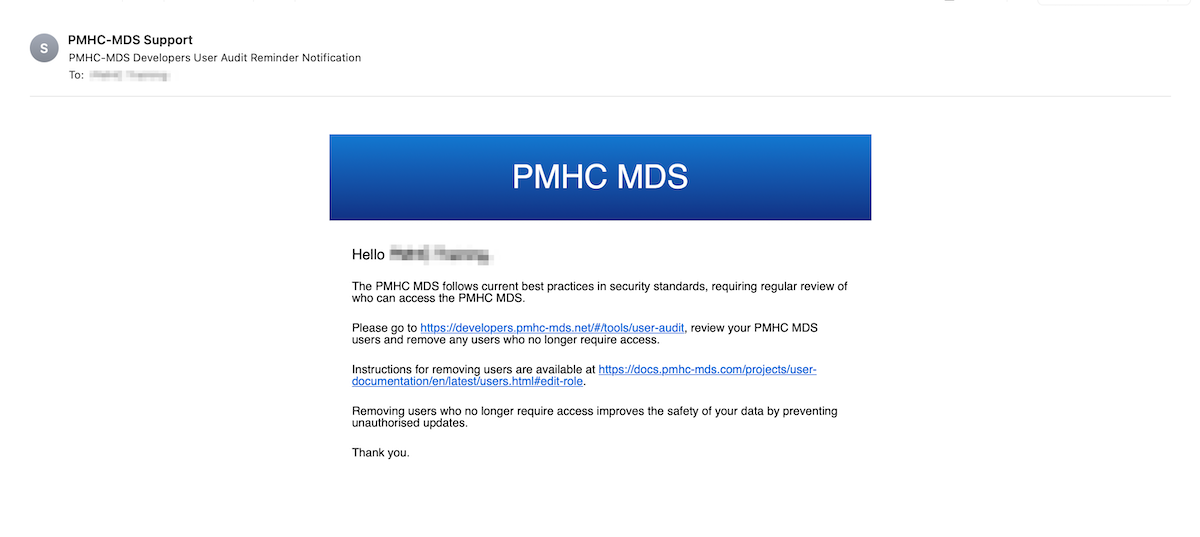 S
PMHC-MDS Support
PMHC-MDS Developers User Audit Reminder Notification
To:
PMHC MDS
Hello
The PMHC MDS follows current best practices in security standards, requiring regular review of
who can access the PMHC MDS.
Please go to https://developers.pmhc-mds.net/#/tools/user-audit, review your PMHC MDS
users and remove any users who no longer require access.
Instructions for removing users are available at https://docs.pmhc-mds.com/projects/user-
documentation/en/latest/users.html#edit-role.
Removing users who no longer require access improves the safety of your data by preventing
unauthorised updates.
Thank you.